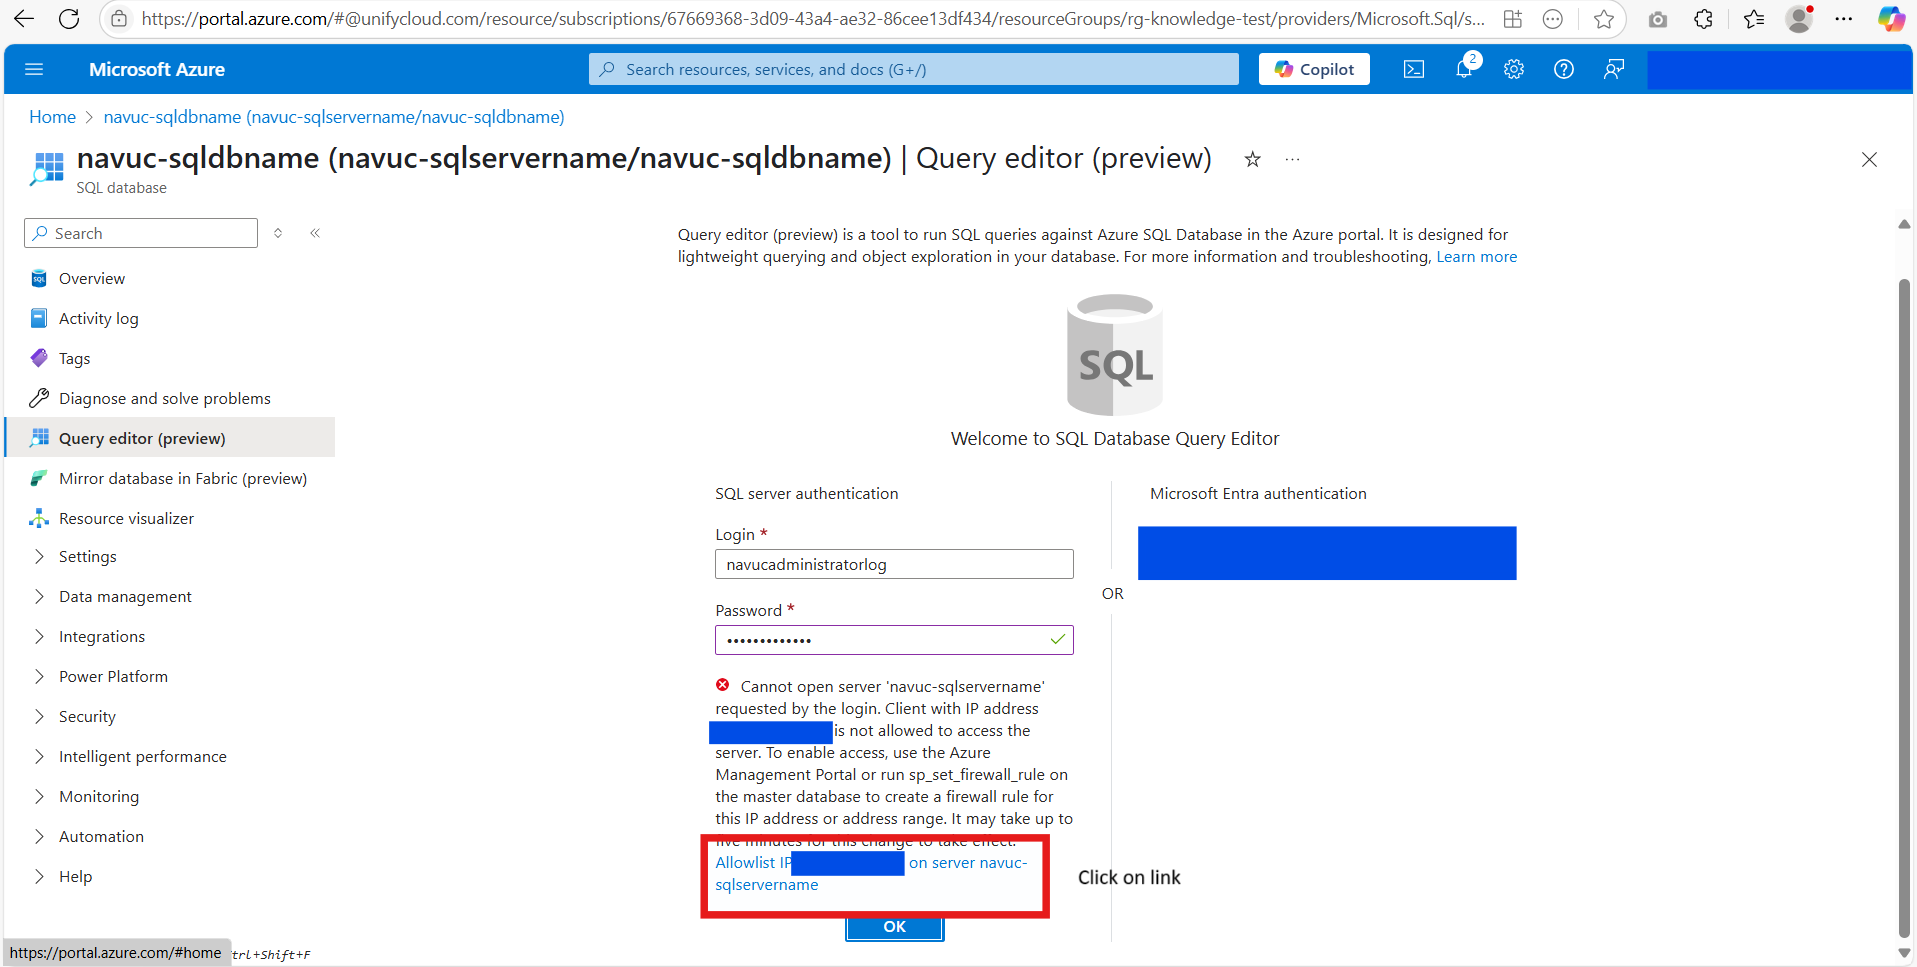 https://portal.azure.com/#@unifycloud.com/resource/subscriptions/67669368-3d09-43a4-ae32-86cee13df434/resourceGroups/rg-knowledge-test/providers/Microsoft.Sql/s...
Microsoft Azure
Search resources, services, and docs (G+/)
Copilot
2
Home > navuc-sqldbname (navuc-sqlservername/navuc-sqldbname)
navuc-sqldbname (navuc-sqlservername/navuc-sqldbname) | Query editor (preview)
SQL database
Search
Overview
Activity log
Tags
Diagnose and solve problems
Query editor (preview)
Mirror database in Fabric (preview)
Resource visualizer
Settings
Data management
Integrations
Power Platform
Security
Intelligent performance
Monitoring
Automation
Help
https://portal.azure.com/#home
trl+Shift+F
Query editor (preview) is a tool to run SQL queries against Azure SQL Database in the Azure portal. It is designed for
lightweight querying and object exploration in your database. For more information and troubleshooting, Learn more
SQL
Welcome to SQL Database Query Editor
SQL server authentication
Login *
navucadministratorlog
Password *
•••••••••••••
Cannot open server 'navuc-sqlservername'
requested by the login. Client with IP address
is not allowed to access the
server. To enable access, use the Azure
Management Portal or run sp_set_firewall_rule on
the master database to create a firewall rule for
this IP address or address range. It may take up to
five minutes for this change to take effect.
Allowlist IP on server navuc-
sqlservername
OK
OR
Microsoft Entra authentication
Click on link